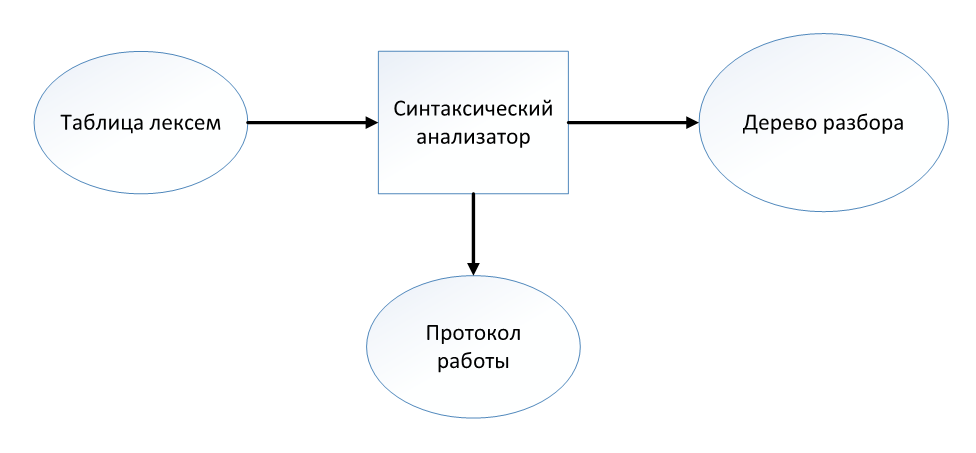 Таблица лексем
Синтаксический
анализатор
Дерево разбора
Протокол
работы